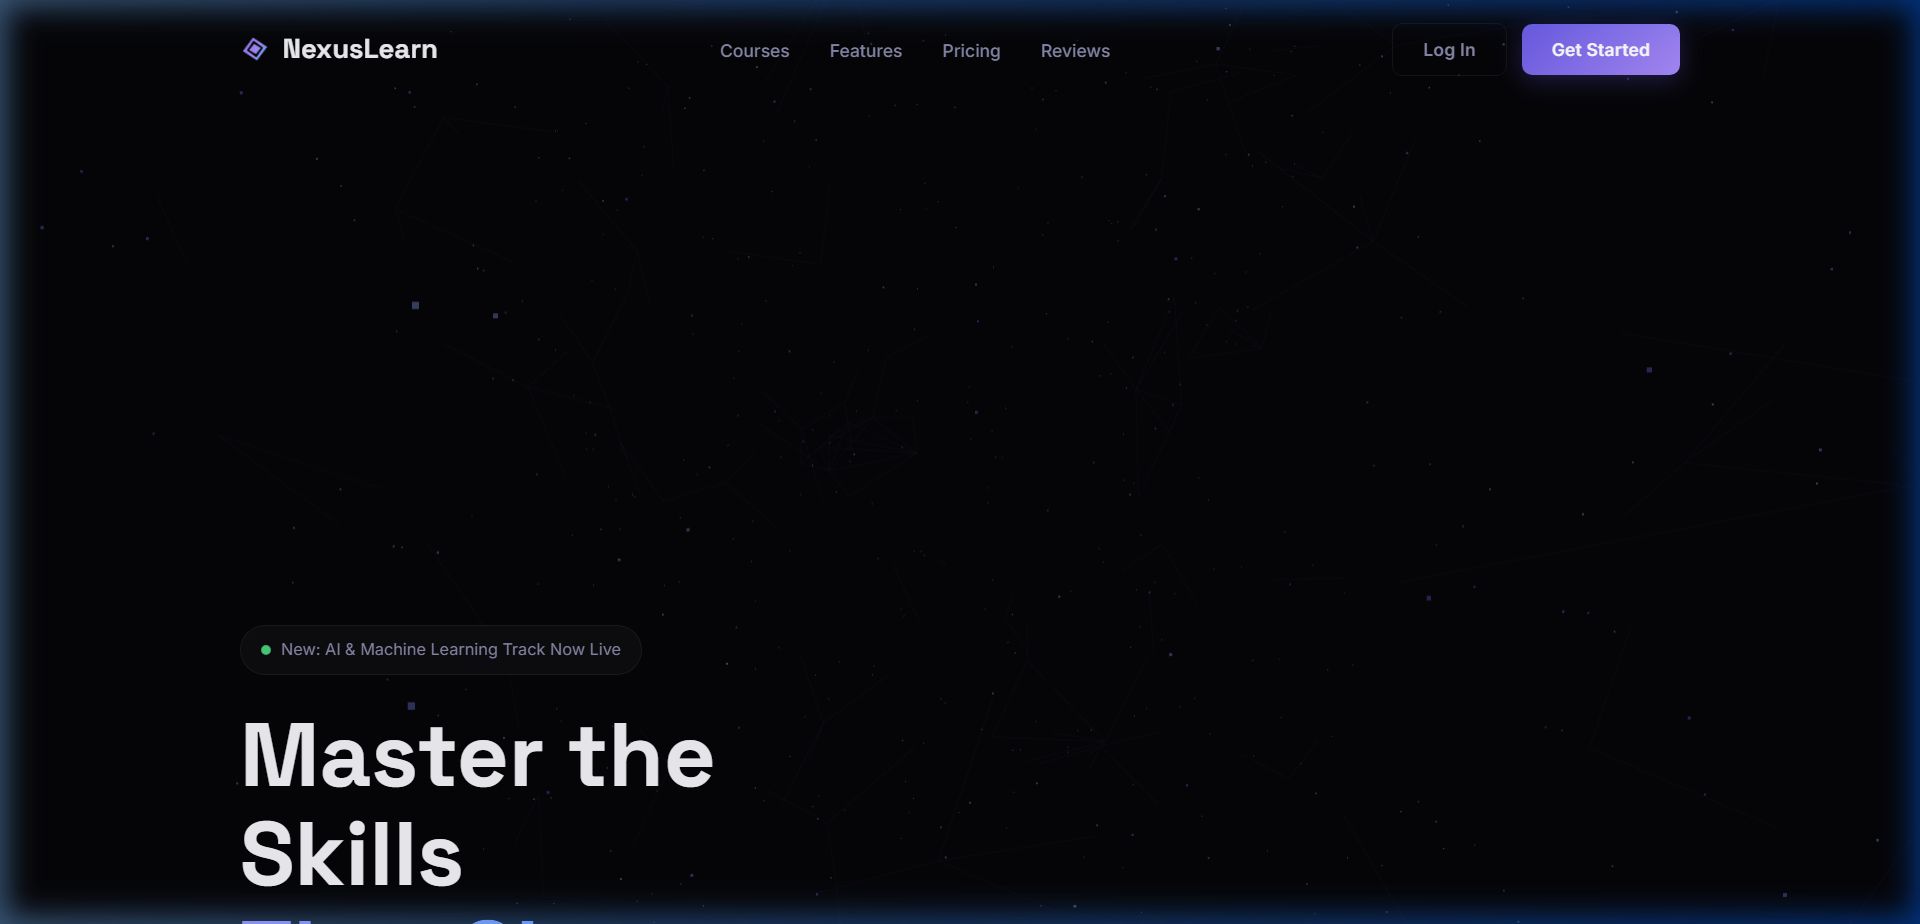 NexusLearn
Courses Features Pricing Reviews
Log In
Get Started
New: AI & Machine Learning Track Now Live
Master the
Skills